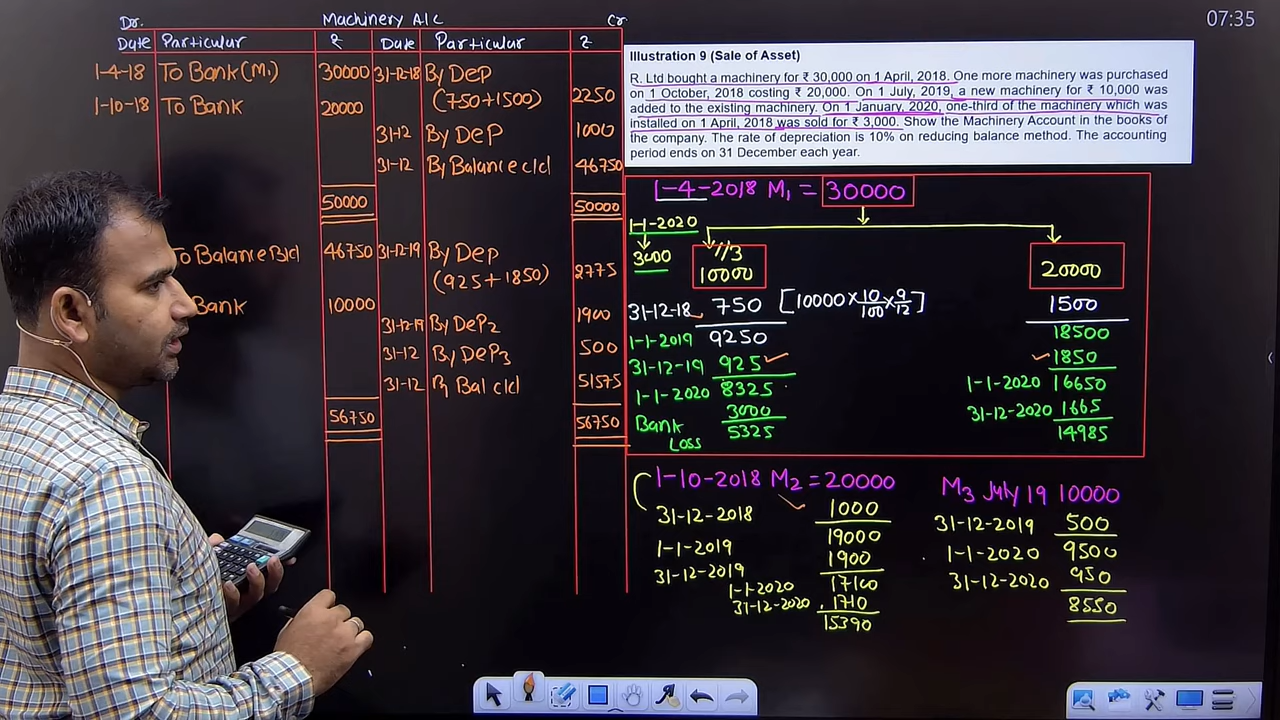 07:35
Dr. Machinery A/c Cr.
Date Particular ₹ Date Particular ₹
1-4-18 To Bank (M₁) 30000 31-12-18 By Dep
(750+1500) 2250
1-10-18 To Bank 20000
31-12 By Dep 1000
31-12 By Balance c/d 46750
50000 50000
To Balance B/d 46750 31-12-19 By Dep
(925+1850) 2775
Bank 10000
31-12-19 By Dep₂ 1900
31-12 By Dep₃ 500
31-12 By Bal c/d 51575
56750 56750
Illustration 9 (Sale of Asset)
R. Ltd bought a machinery for ₹ 30,000 on 1 April, 2018. One more machinery was purchased
on 1 October, 2018 costing ₹ 20,000. On 1 July, 2019, a new machinery for ₹ 10,000 was
added to the existing machinery. On 1 January, 2020, one-third of the machinery which was
installed on 1 April, 2018 was sold for ₹ 3,000. Show the Machinery Account in the books of
the company. The rate of depreciation is 10% on reducing balance method. The accounting
period ends on 31 December each year.
1-4-2018 M₁ = 30000
1-1-2020
3000
1/3
10000
20000
31-12-18 750 [10000×10/100×9/12] 1500
1-1-2019 9250 18500
31-12-19 925 1850
1-1-2020 8325 1-1-2020 16650
Bank 3000 31-12-2020 1665
Loss 5325 14985
1-10-2018 M₂ = 20000
31-12-2018 1000
1-1-2019 19000
31-12-2019 1900
1-1-2020 17100
31-12-2020 1710
15390
M₃ July 19 10000
31-12-2019 500
1-1-2020 9500
31-12-2020 950
8550